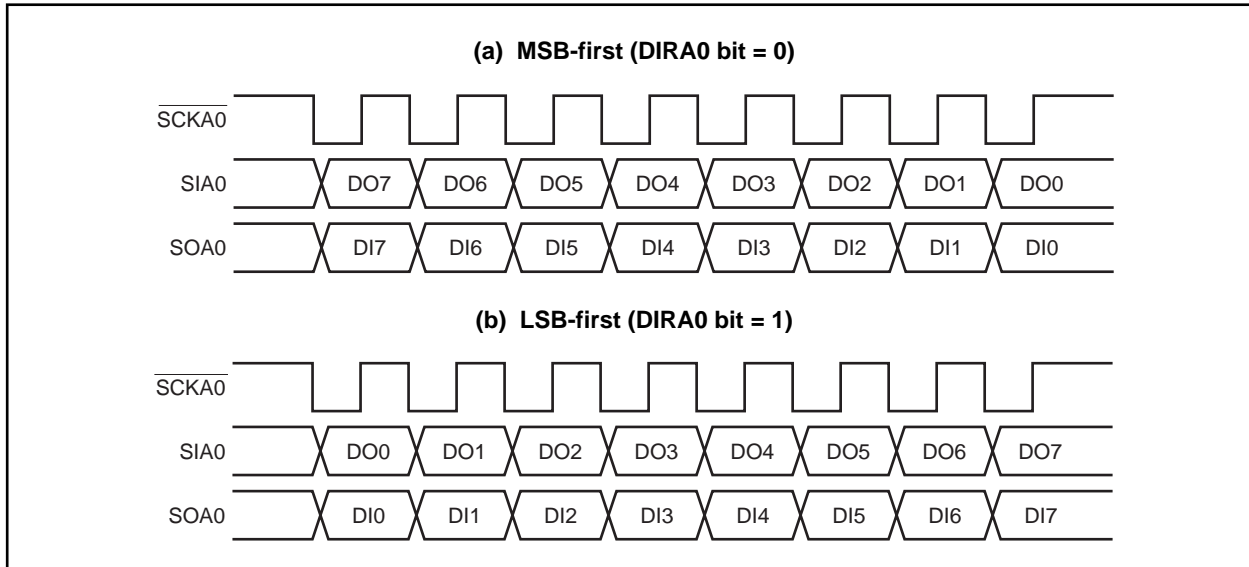 (a) MSB-first (DIRA0 bit = 0)
SCKA0
SIA0 DO7 DO6 DO5 DO4 DO3 DO2 DO1 DO0
SOA0 DI7 DI6 DI5 DI4 DI3 DI2 DI1 DI0
(b) LSB-first (DIRA0 bit = 1)
SCKA0
SIA0 DO0 DO1 DO2 DO3 DO4 DO5 DO6 DO7
SOA0 DI0 DI1 DI2 DI3 DI4 DI5 DI6 DI7